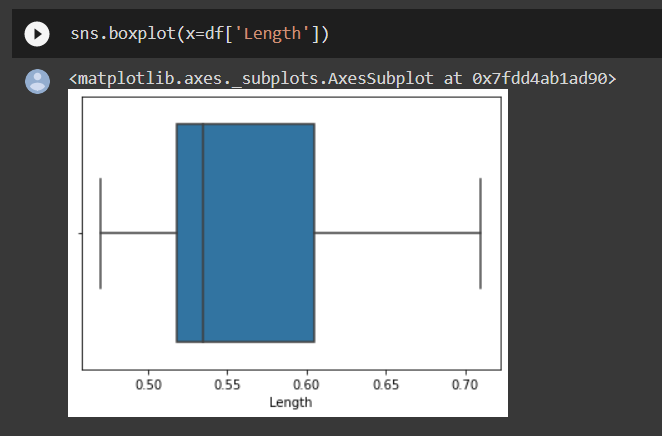 sns.boxplot(x=df['Length'])
<matplotlib.axes._subplots.AxesSubplot at 0x7fdd4ab1ad90>
0.50 0.55 0.60 0.65 0.70
Length